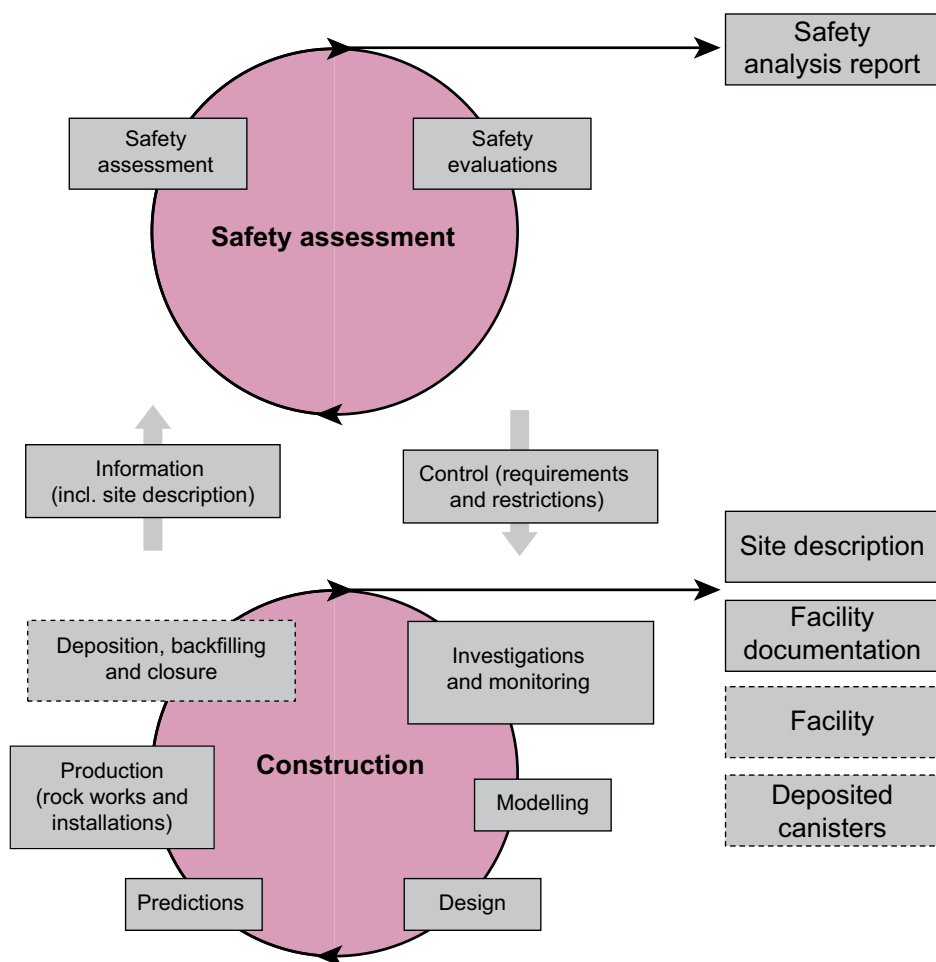 Safety
analysis report
Safety
assessment
Safety
evaluations
Safety assessment
Information
(incl. site description)
Control (requirements
and restrictions)
Site description
Facility
documentation
Facility
Deposited
canisters
Deposition, backfilling
and closure
Investigations
and monitoring
Construction
Production
(rock works and
installations)
Modelling
Predictions
Design